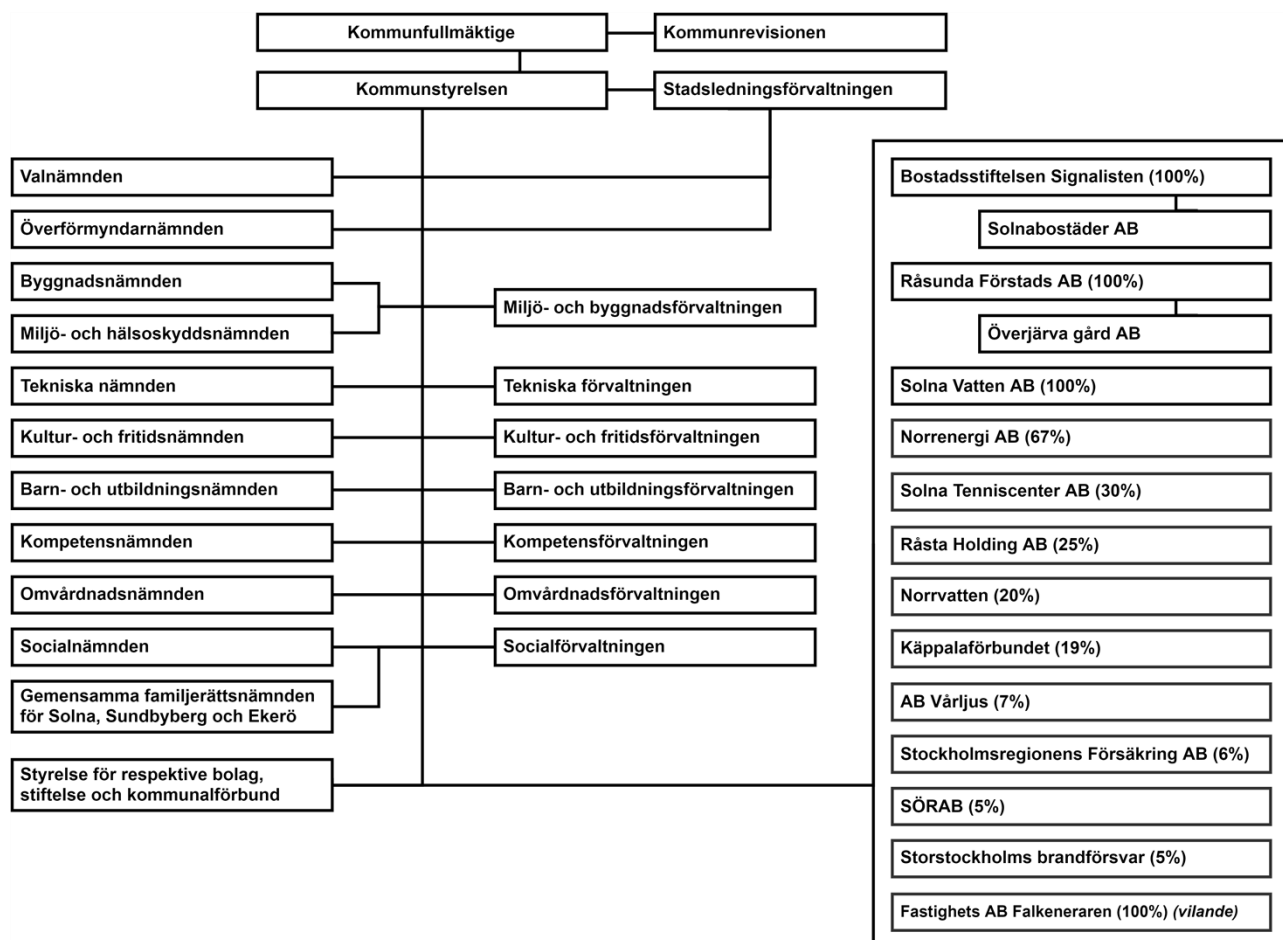 Kommunfullmäktige
Kommunrevisionen
Kommunstyrelsen
Stadsledningsförvaltningen
Valnämnden
Överförmyndarnämnden
Byggnadsnämnden
Miljö- och hälsoskyddsnämnden
Miljö- och byggnadsförvaltningen
Tekniska nämnden
Tekniska förvaltningen
Kultur- och fritidsnämnden
Kultur- och fritidsförvaltningen
Barn- och utbildningsnämnden
Barn- och utbildningsförvaltningen
Kompetensnämnden
Kompetensförvaltningen
Omvårdnadsnämnden
Omvårdnadsförvaltningen
Socialnämnden
Socialförvaltningen
Gemensamma familjerättsnämnden
för Solna, Sundbyberg och Ekerö
Styrelse för respektive bolag,
stiftelse och kommunalförbund
Bostadsstiftelsen Signalisten (100%)
Solnabostäder AB
Råsunda Förstads AB (100%)
Överjärva gård AB
Solna Vatten AB (100%)
Norrenergi AB (67%)
Solna Tenniscenter AB (30%)
Råsta Holding AB (25%)
Norrvatten (20%)
Käppalaförbundet (19%)
AB Vårljus (7%)
Stockholmsregionens Försäkring AB (6%)
SÖRAB (5%)
Storstockholms brandförsvar (5%)
Fastighets AB Falkeneraren (100%) (vilande)